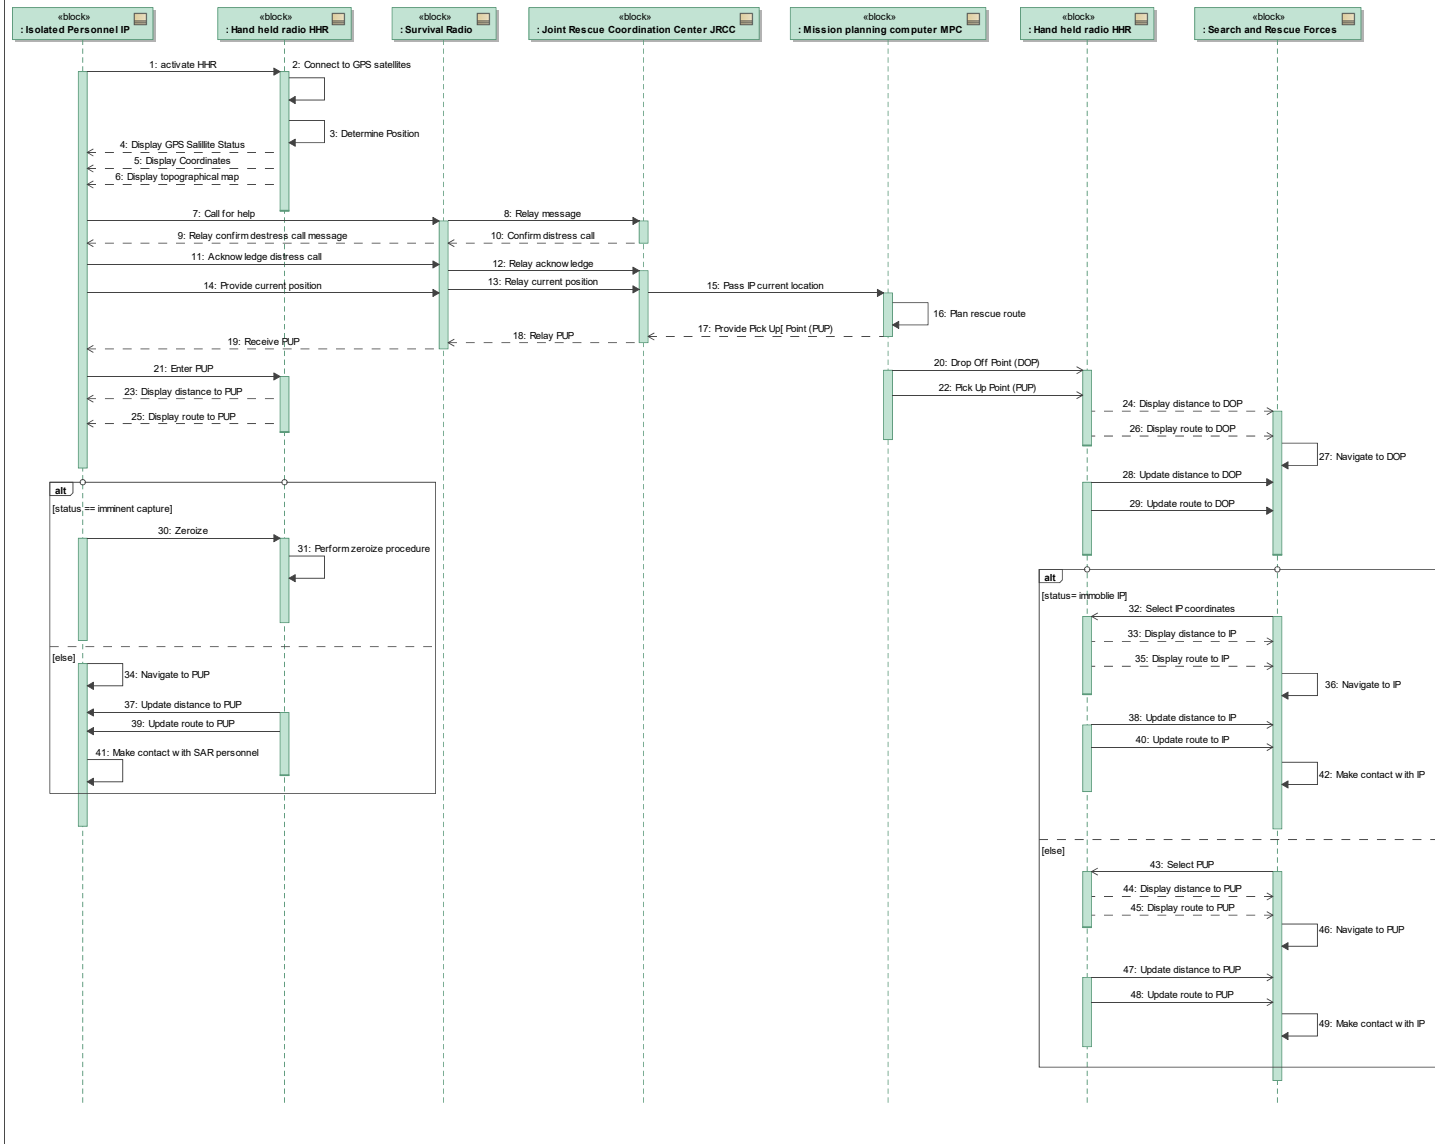 «block»
: Isolated Personnel IP
«block»
: Hand held radio HHR
«block»
: Survival Radio
«block»
: Joint Rescue Coordination Center JRCC
«block»
: Mission planning computer MPC
«block»
: Hand held radio HHR
«block»
: Search and Rescue Forces
1: activate HHR
2: Connect to GPS satellites
3: Determine Position
4: Display GPS Salillite Status
5: Display Coordinates
6: Display topographical map
7: Call for help
8: Relay message
9: Relay confirm destress call message
10: Confirm distress call
11: Acknowledge distress call
12: Relay acknowledge
13: Relay current position
14: Provide current position
15: Pass IP current location
16: Plan rescue route
17: Provide Pick Up[ Point (PUP)
18: Relay PUP
19: Receive PUP
20: Drop Off Point (DOP)
21: Enter PUP
22: Pick Up Point (PUP)
23: Display distance to PUP
24: Display distance to DOP
25: Display route to PUP
26: Display route to DOP
27: Navigate to DOP
28: Update distance to DOP
29: Update route to DOP
alt
[status == imminent capture]
30: Zeroize
31: Perform zeroize procedure
alt
[status= immoblie IP]
32: Select IP coordinates
33: Display distance to IP
[else]
34: Navigate to PUP
35: Display route to IP
36: Navigate to IP
37: Update distance to PUP
38: Update distance to IP
39: Update route to PUP
40: Update route to IP
41: Make contact with SAR personnel
42: Make contact with IP
[else]
43: Select PUP
44: Display distance to PUP
45: Display route to PUP
46: Navigate to PUP
47: Update distance to PUP
48: Update route to PUP
49: Make contact with IP